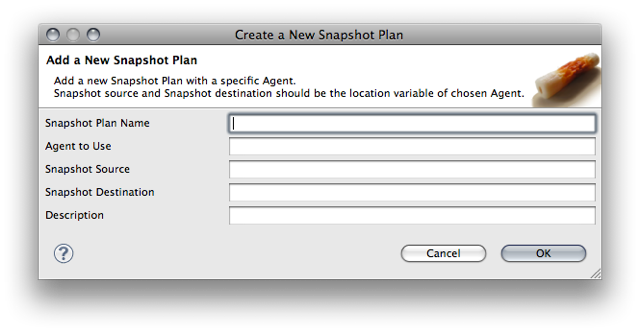 Create a New Snapshot Plan
Add a New Snapshot Plan
Add a new Snapshot Plan with a specific Agent.
Snapshot source and Snapshot destination should be the location variable of chosen Agent.
Snapshot Plan Name
Agent to Use
Snapshot Source
Snapshot Destination
Description
?
Cancel
OK